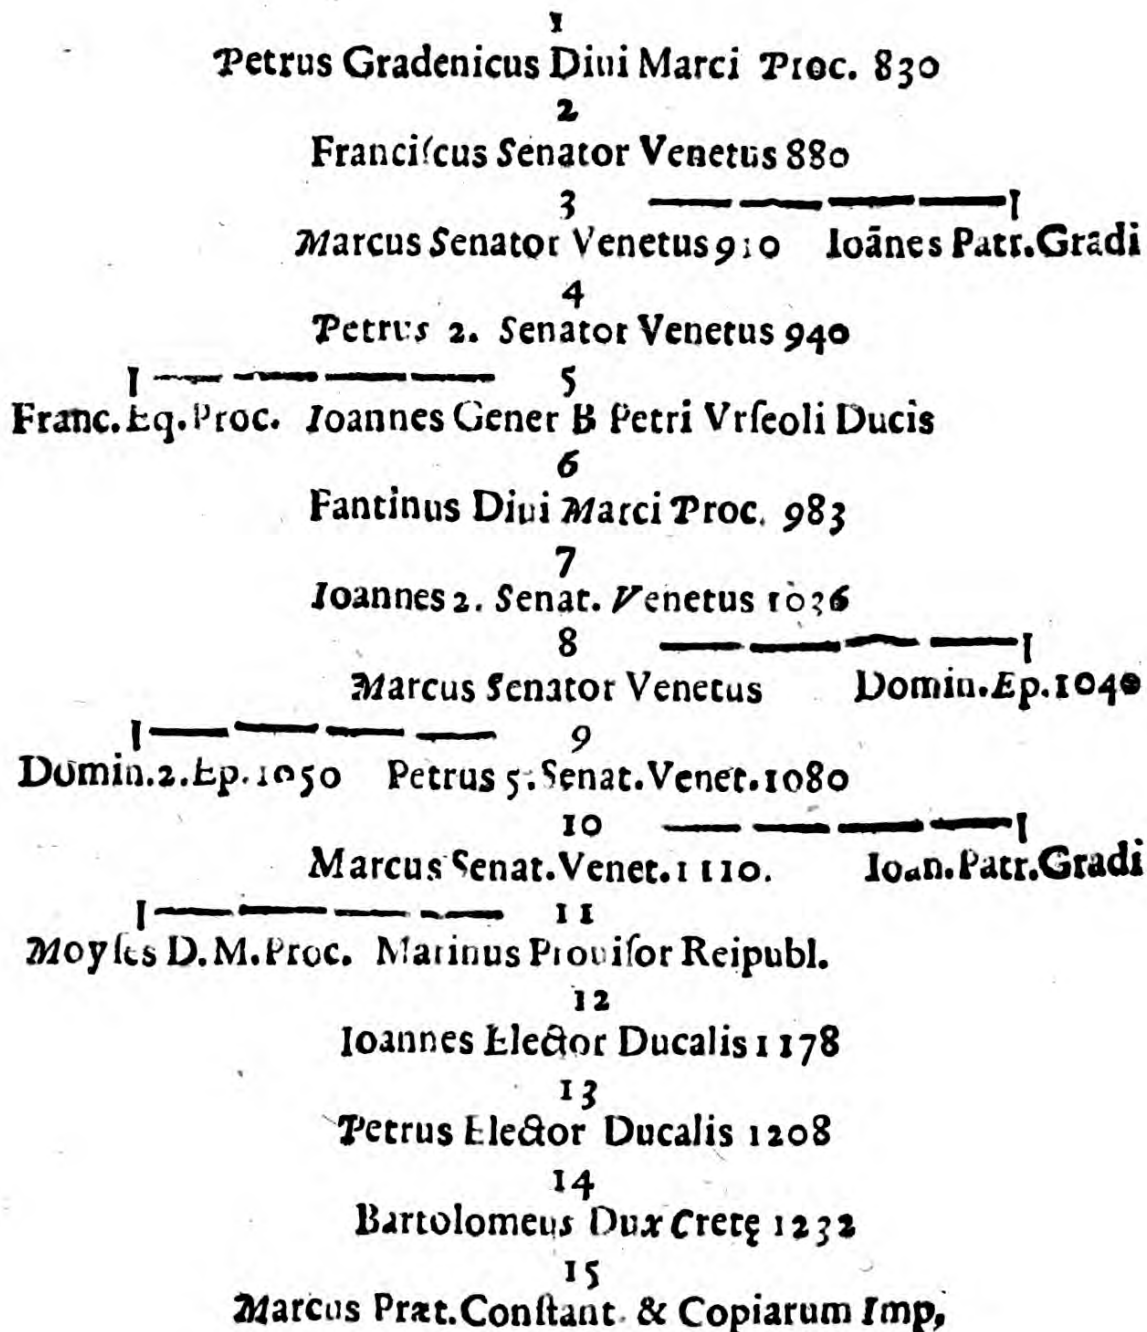 1
Petrus Gradenicus Diui Marci Proc. 830
2
Franciſcus Senator Venetus 880
3
Marcus Senator Venetus 910 Ioānes Patr.Gradi
4
Petrus 2. Senator Venetus 940
5
Franc.Eq.Proc. Ioannes Gener B Petri Vrſeoli Ducis
6
Fantinus Diui Marci Proc. 983
7
Ioannes 2. Senat. Venetus 1036
8
Marcus Senator Venetus Domin.Ep.1040
9
Domin.2.Ep.1050 Petrus 5. Senat.Venet.1080
10
Marcus Senat.Venet.1110. Ioan.Patr.Gradi
11
Moyſes D.M.Proc. Marinus Prouiſor Reipubl.
12
Ioannes Elector Ducalis 1178
13
Petrus Elector Ducalis 1208
14
Bartolomeus Dux Cretę 1232
15
Marcus Præt.Conſtant. & Copiarum Imp,